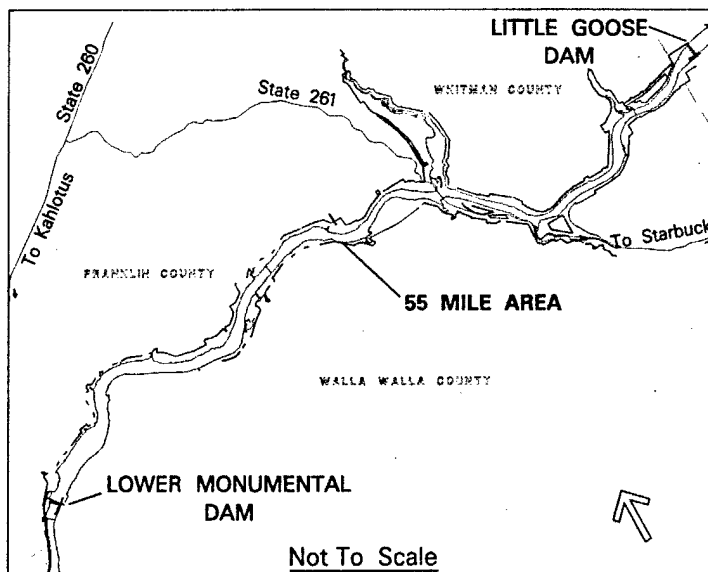 LITTLE GOOSE
DAM
State 260
State 261
WHITMAN COUNTY
To Kahlotus
To Starbuck
FRANKLIN COUNTY
55 MILE AREA
WALLA WALLA COUNTY
LOWER MONUMENTAL
DAM
Not To Scale